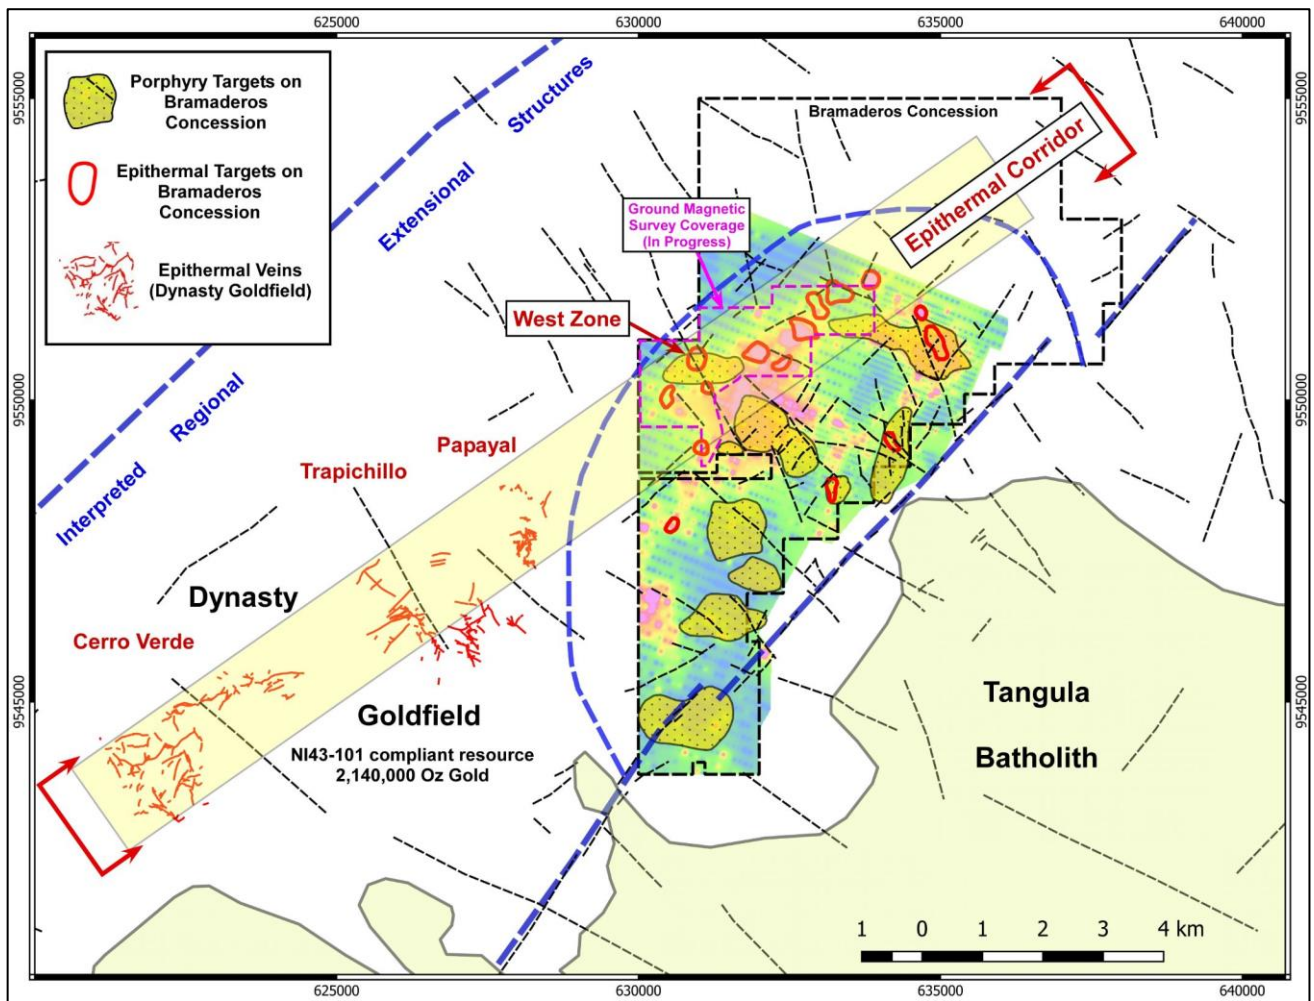 625000
630000
635000
640000
9555000
9555000
Porphyry Targets on
Bramaderos
Concession
Epithermal Targets on
Bramaderos
Concession
Epithermal Veins
(Dynasty Goldfield)
Structures
Extensional
Regional
Interpreted
Bramaderos Concession
Epithermal Corridor
Ground Magnetic
Survey Coverage
(In Progress)
West Zone
9550000
9550000
Papayal
Trapichillo
Dynasty
Cerro Verde
Goldfield
NI43-101 compliant resource
2,140,000 Oz Gold
9545000
9545000
Tangula
Batholith
1 0 1 2 3 4 km
625000
630000
635000
640000